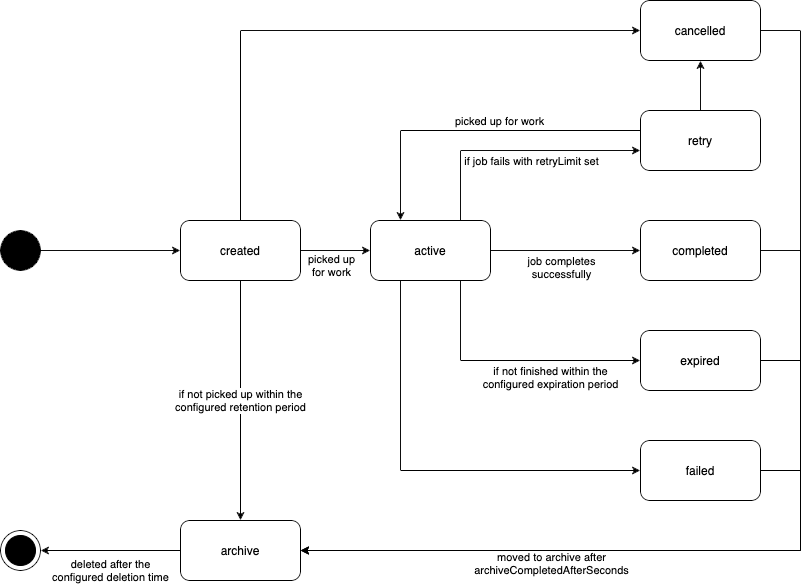 cancelled
picked up for work
retry
if job fails with retryLimit set
created
picked up
for work
active
job completes
successfully
completed
if not finished within the
configured expiration period
expired
if not picked up within the
configured retention period
failed
archive
deleted after the
configured deletion time
moved to archive after
archiveCompletedAfterSeconds